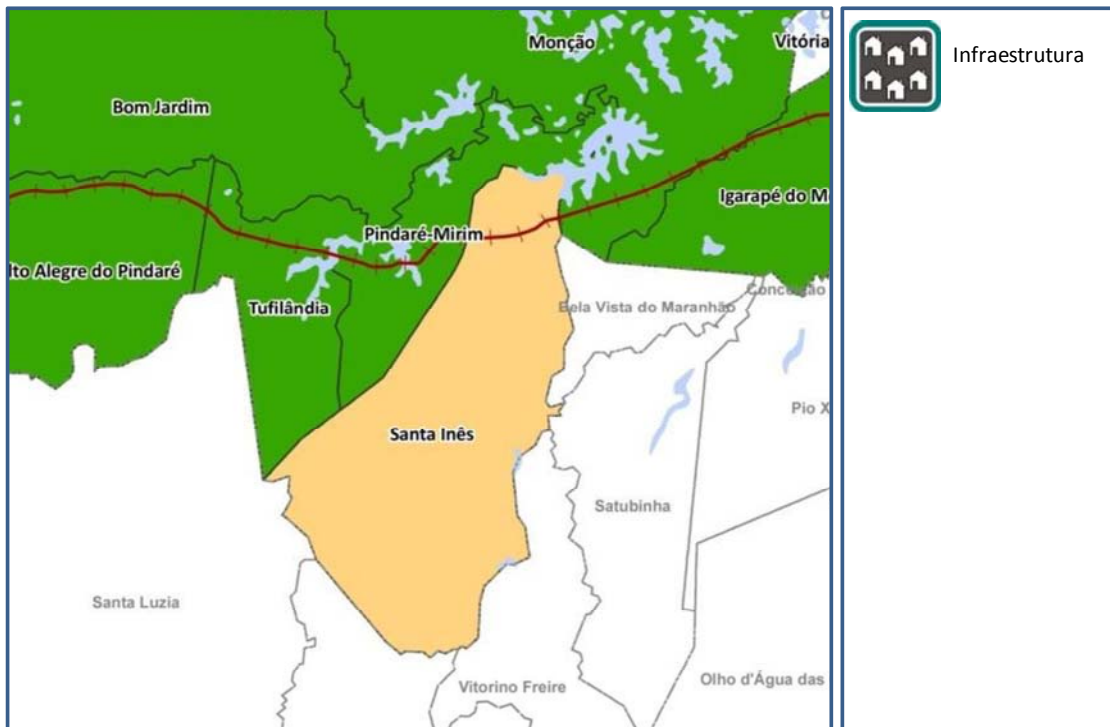 Monção
Vitória
Bom Jardim
Igarapé do M
Pindaré-Mirim
lto Alegre do Pindaré
Tufilândia
Conceição
Bela Vista do Maranhão
Pio X
Santa Inês
Satubinha
Santa Luzia
Vitorino Freire
Olho d'Água das
Infraestrutura